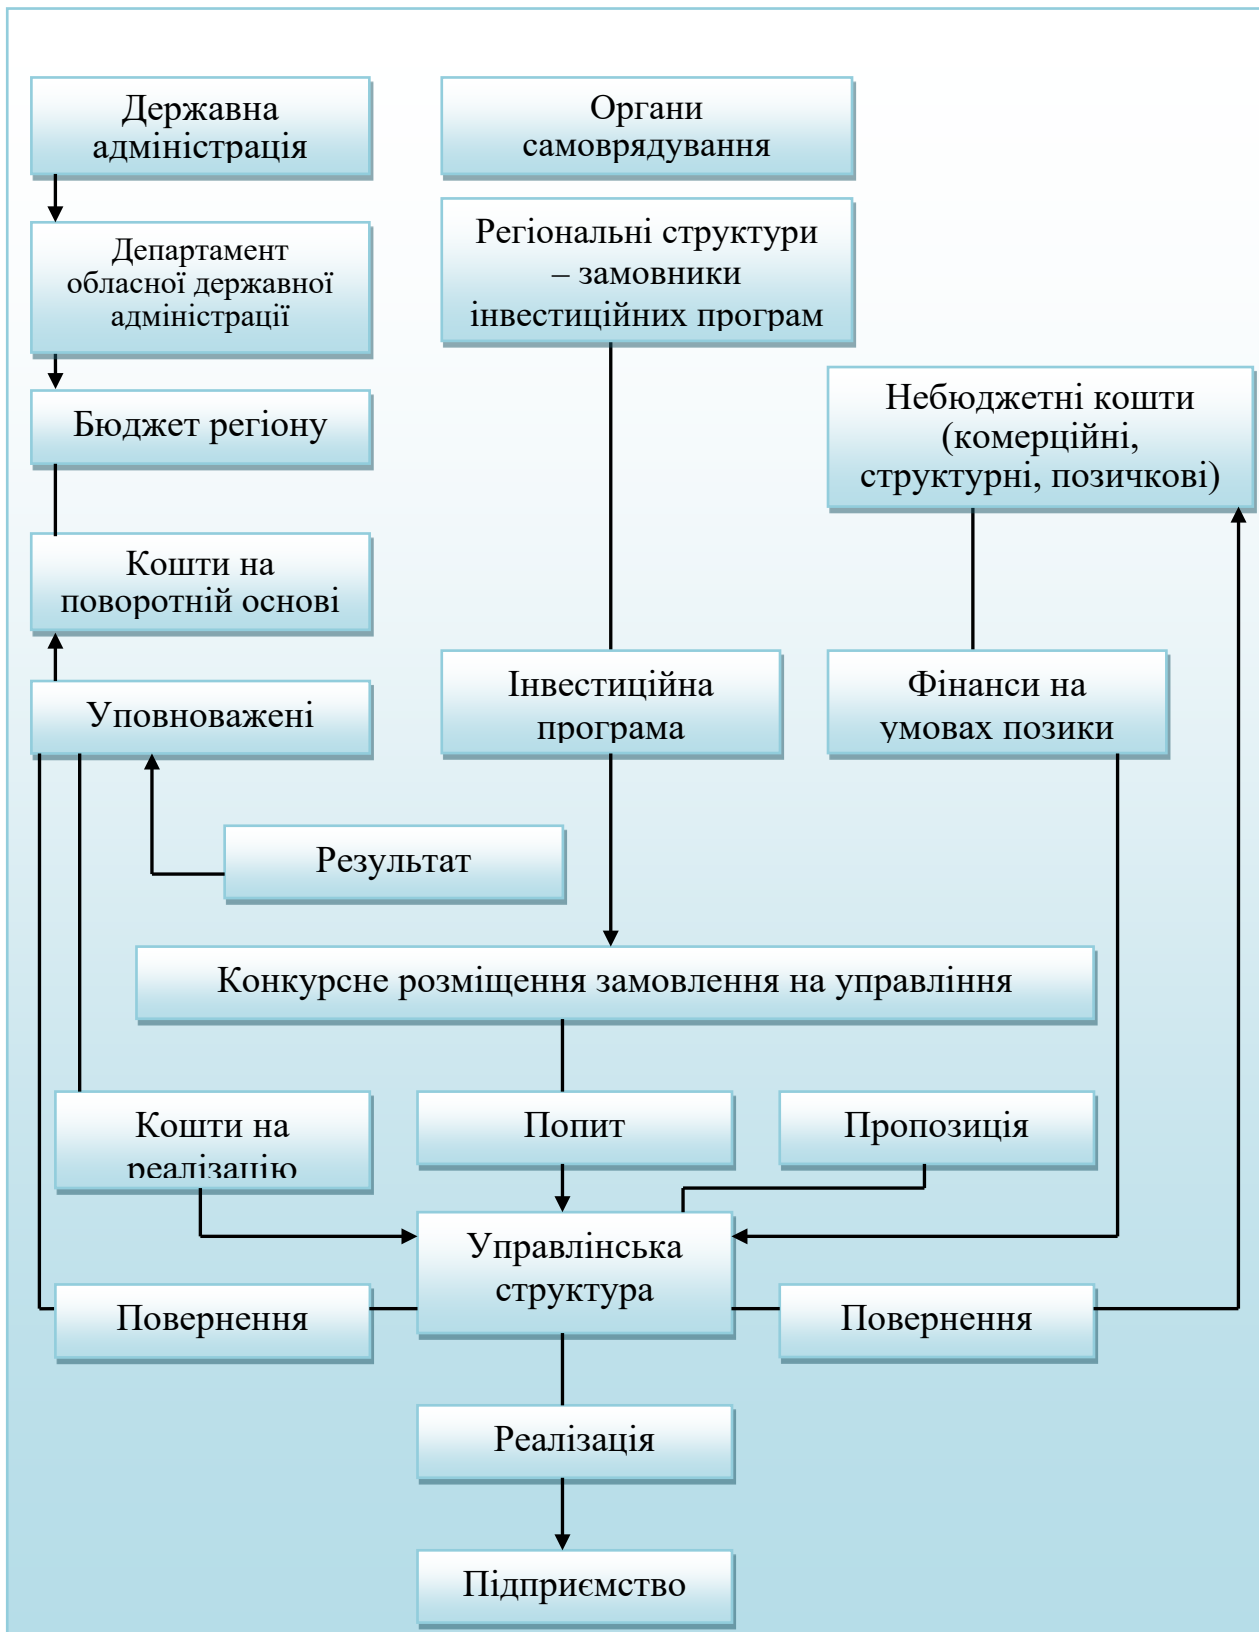 Державна
адміністрація
Органи
самоврядування
Департамент
обласної державної
адміністрації
Регіональні структури
– замовники
інвестиційних програм
Бюджет регіону
Небюджетні кошти
(комерційні,
структурні, позичкові)
Кошти на
поворотній основі
Уповноважені
Інвестиційна
програма
Фінанси на
умовах позики
Результат
Конкурсне розміщення замовлення на управління
Кошти на
реалізацію
Попит
Пропозиція
Управлінська
структура
Повернення
Повернення
Реалізація
Підприємство